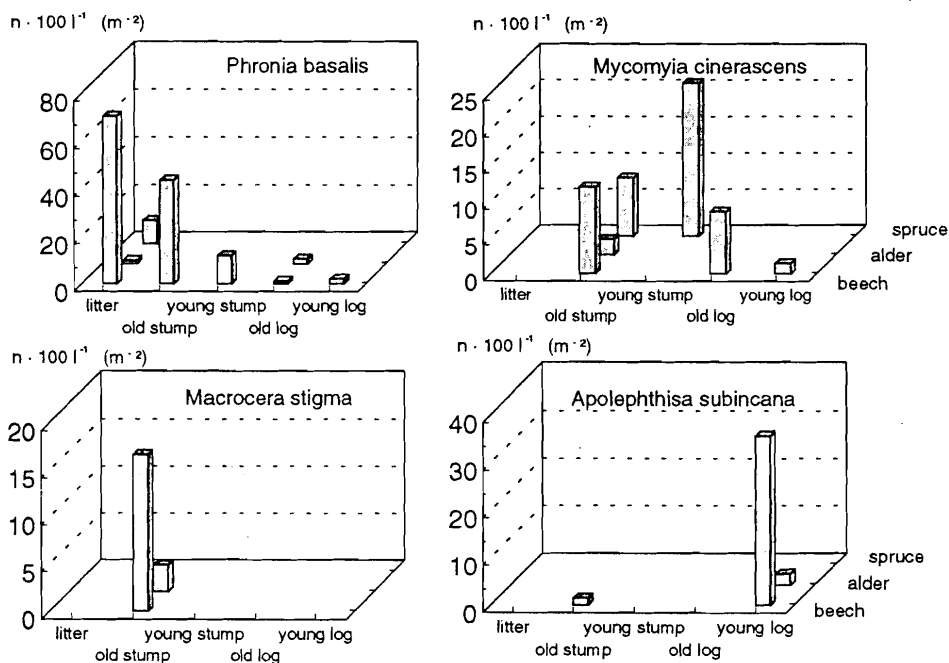 n · 100 l⁻¹ (m⁻²)
Phronia basalis
80
60
40
20
0
litter
young stump
young log
old stump
old log
n · 100 l⁻¹ (m⁻²)
Mycomyia cinerascens
25
20
15
10
5
0
spruce
alder
beech
litter
young stump
young log
old stump
old log
n · 100 l⁻¹ (m⁻²)
Macrocera stigma
20
15
10
5
0
litter
young stump
young log
old stump
old log
n · 100 l⁻¹ (m⁻²)
Apolephthisa subincana
40
30
20
10
0
spruce
alder
beech
litter
young stump
young log
old stump
old log